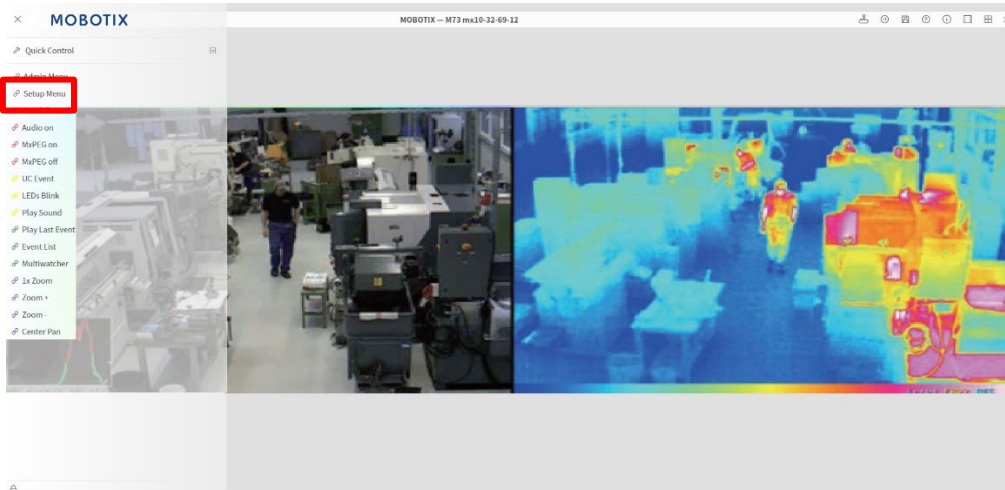 MOBOTIX
MOBOTIX — M73 mx10-32-69-12
Quick Control
Admin Menu
Setup Menu
Audio on
MxPEG on
MxPEG off
UC Event
LEDs Blink
Play Sound
Play Last Event
Event List
Multiwatcher
1x Zoom
Zoom +
Zoom -
Center Pan